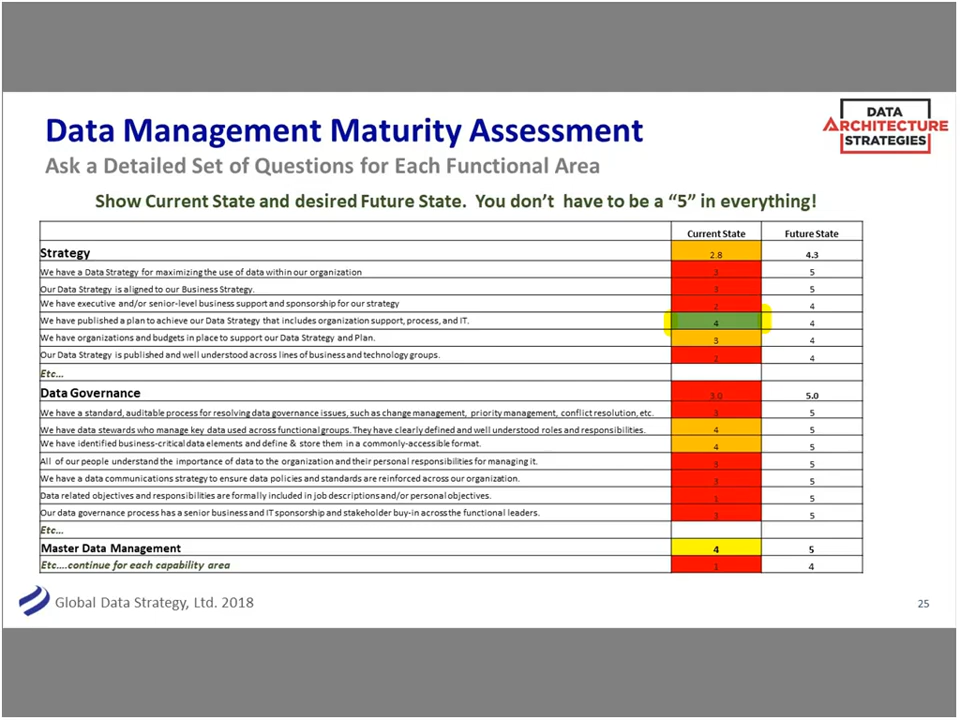 Data Management Maturity Assessment
DATA
ARCHITECTURE
STRATEGIES
Ask a Detailed Set of Questions for Each Functional Area
Show Current State and desired Future State. You don't have to be a “5” in everything!
Current State Future State
Strategy 2.8 4.3
We have a Data Strategy for maximizing the use of data within our organization 3 5
Our Data Strategy is aligned to our Business Strategy. 3 5
We have executive and/or senior-level business support and sponsorship for our strategy 2 4
We have published a plan to achieve our Data Strategy that includes organization support, process, and IT. 4 4
We have organizations and budgets in place to support our Data Strategy and Plan. 3 4
Our Data Strategy is published and well understood across lines of business and technology groups. 4
Etc...
Data Governance 3.0 5.0
We have a standard, auditable process for resolving data governance issues, such as change management, priority management, conflict resolution, etc. 3 5
We have data stewards who manage key data used across functional groups. They have clearly defined and well understood roles and responsibilities. 4 5
We have identified business-critical data elements and define & store them in a commonly-accessible format. 4 5
All of our people understand the importance of data to the organization and their personal responsibilities for managing it. 3 5
We have a data communications strategy to ensure data policies and standards are reinforced across our organization. 3 5
Data related objectives and responsibilities are formally included in job descriptions and/or personal objectives. 1 5
Our data governance process has a senior business and IT sponsorship and stakeholder buy-in across the functional leaders. 5
Etc...
Master Data Management 4 5
Etc....continue for each capability area 1 4
Global Data Strategy, Ltd. 2018
25